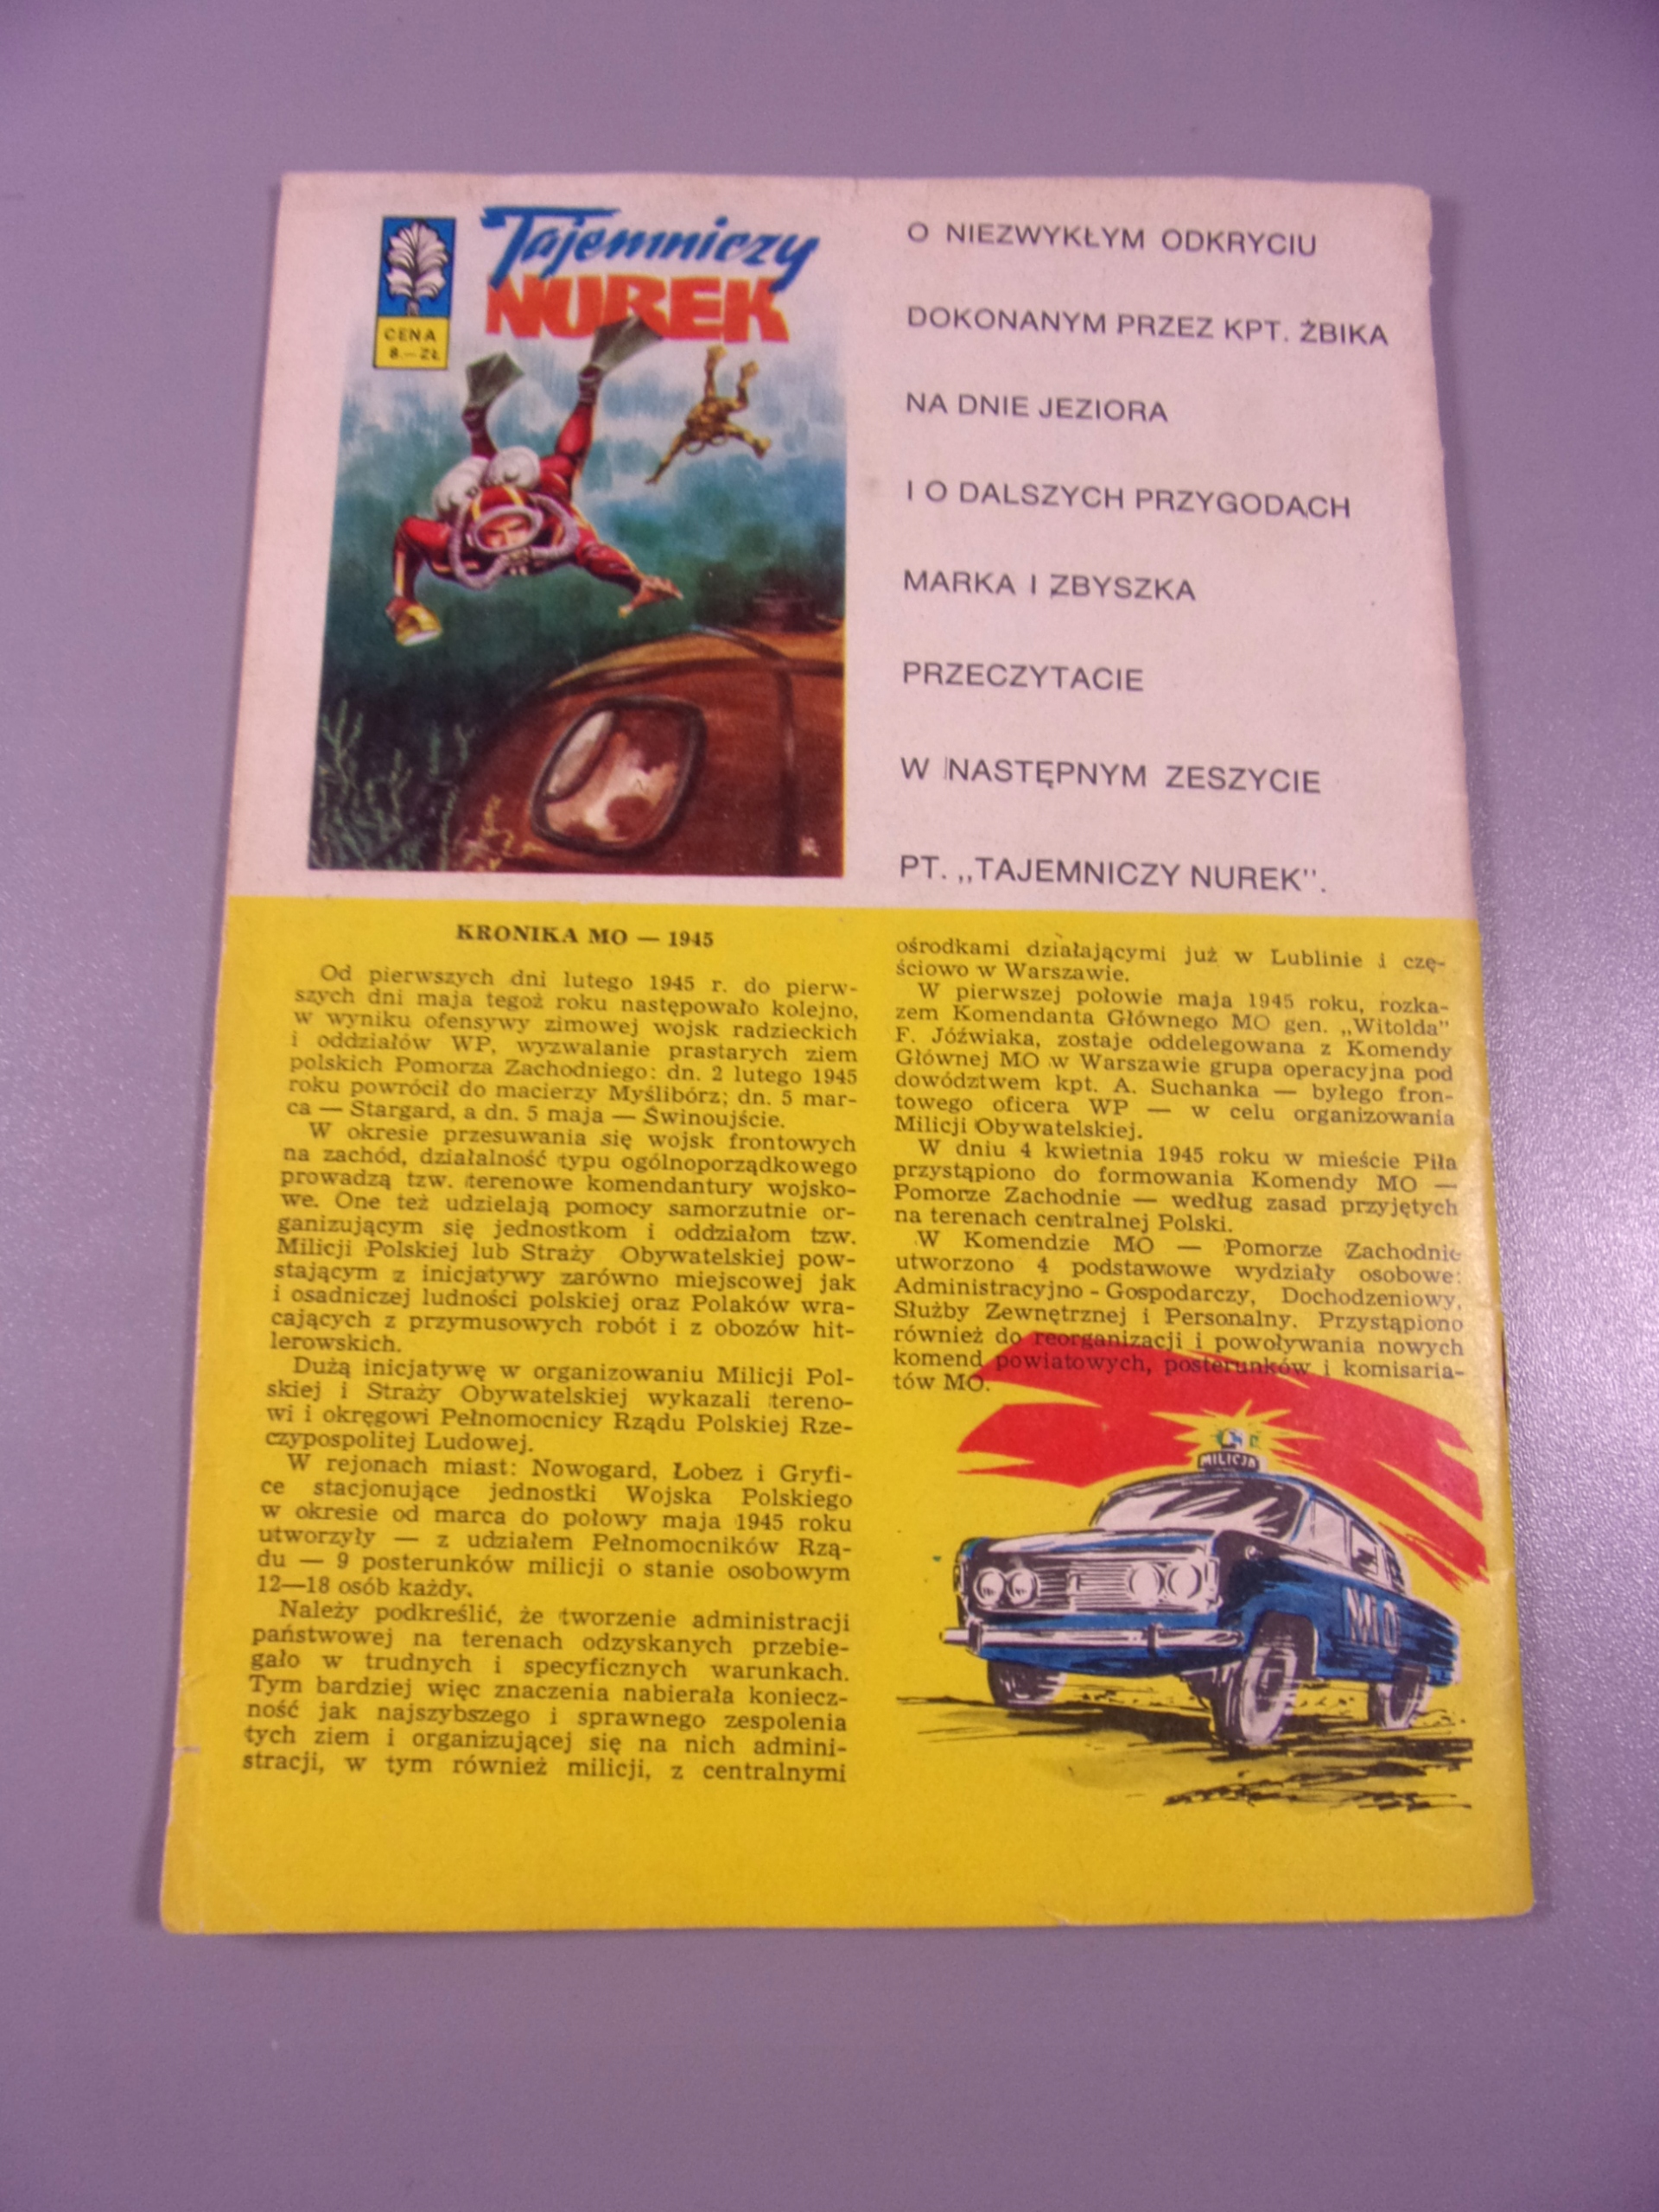 Tajemniczy
NUREK
CENA
8.— ZŁ
O NIEZWYKŁYM ODKRYCIU
DOKONANYM PRZEZ KPT. ŻBIKA
NA DNIE JEZIORA
I O DALSZYCH PRZYGODACH
MARKA I ZBYSZKA
PRZECZYTACIE
W NASTĘPNYM ZESZYCIE
PT. „TAJEMNICZY NUREK".
KRONIKA MO — 1945
Od pierwszych dni lutego 1945 r. do pierw-
szych dni maja tegoż roku następowało kolejno,
w wyniku ofensywy zimowej wojsk radzieckich
i oddziałów WP, wyzwalanie prastarych ziem
polskich Pomorza Zachodniego: dn. 2 lutego 1945
roku powrócił do macierzy Myślibórz; dn. 5 mar-
ca — Stargard, a dn. 5 maja — Świnoujście.
W okresie przesuwania się wojsk frontowych
na zachód, działalność typu ogólnoporządkowego
prowadzą tzw. terenowe komendantury wojsko-
we. One też udzielają pomocy samorzutnie or-
ganizującym się jednostkom i oddziałom tzw.
Milicji Polskiej lub Straży Obywatelskiej pow-
stającym z inicjatywy zarówno miejscowej jak
i osadniczej ludności polskiej oraz Polaków wra-
cających z przymusowych robót i z obozów hit-
lerowskich.
Dużą inicjatywę w organizowaniu Milicji Pol-
skiej i Straży Obywatelskiej wykazali tereno-
wi i okręgowi Pełnomocnicy Rządu Polskiej Rze-
czypospolitej Ludowej.
W rejonach miast: Nowogard, Łobez i Gryfi-
ce stacjonujące jednostki Wojska Polskiego
w okresie od marca do połowy maja 1945 roku
utworzyły — z udziałem Pełnomocników Rzą-
du — 9 posterunków milicji o stanie osobowym
12—18 osób każdy.
Należy podkreślić, że tworzenie administracji
państwowej na terenach odzyskanych przebie-
gało w trudnych i specyficznych warunkach.
Tym bardziej więc znaczenia nabierała koniecz-
ność jak najszybszego i sprawnego zespolenia
tych ziem i organizującej się na nich admini-
stracji, w tym również milicji, z centralnymi
ośrodkami działającymi już w Lublinie i czę-
ściowo w Warszawie.
W pierwszej połowie maja 1945 roku, rozka-
zem Komendanta Głównego MO gen. „Witolda"
F. Jóźwiaka, zostaje oddelegowana z Komendy
Głównej MO w Warszawie grupa operacyjna pod
dowództwem kpt. A. Suchanka — byłego fron-
towego oficera WP — w celu organizowania
Milicji Obywatelskiej.
W dniu 4 kwietnia 1945 roku w mieście Piła
przystąpiono do formowania Komendy MO —
Pomorze Zachodnie — według zasad przyjętych
na terenach centralnej Polski.
W Komendzie MO — Pomorze Zachodnie
utworzono 4 podstawowe wydziały osobowe:
Administracyjno - Gospodarczy, Dochodzeniowy,
Służby Zewnętrznej i Personalny. Przystąpiono
również do reorganizacji i powoływania nowych
komend powiatowych, posterunków i komisaria-
tów MO.
MILICJA
MO